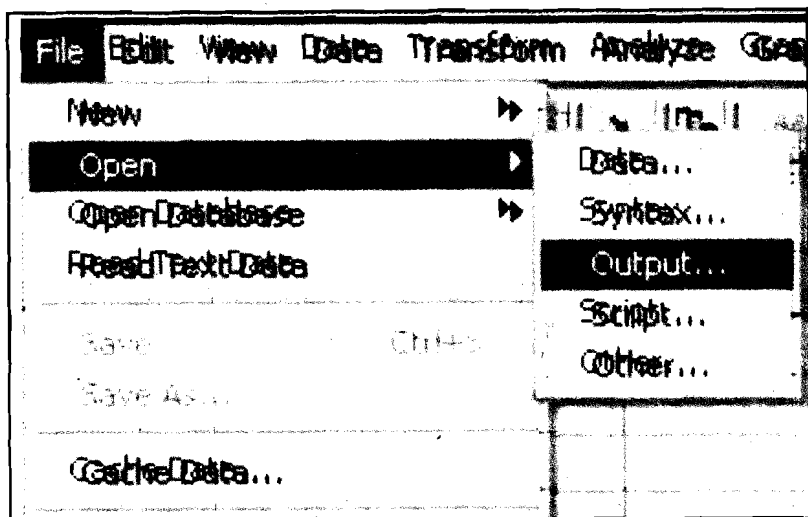 File Edit View Data Transform Analyze
New
Open
Open Database
Read Text Data
Save Ctrl+S
Save As...
Cache Data...
Data...
Syntax...
Output...
Script...
Other...